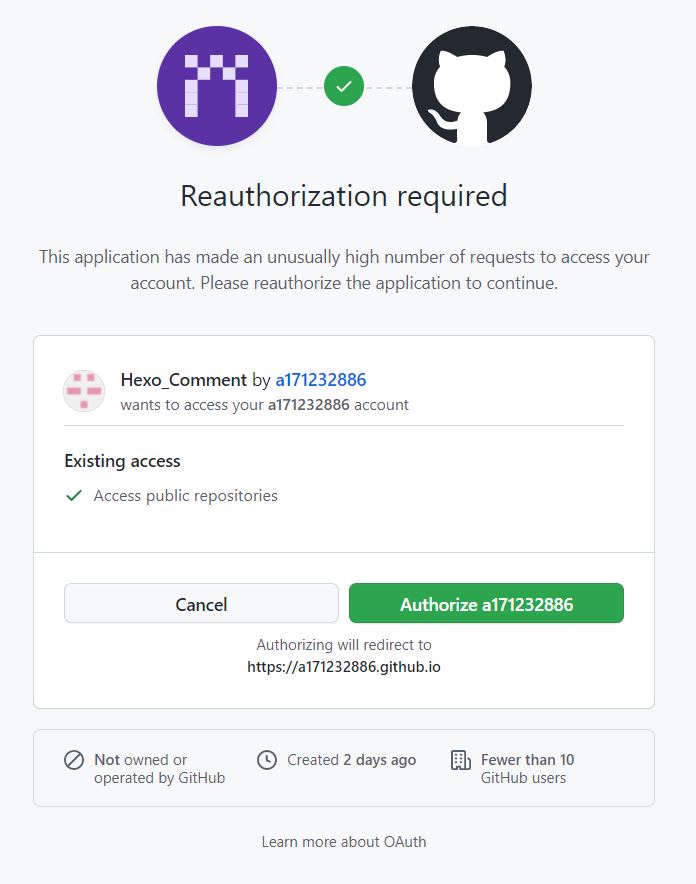 Reauthorization required
This application has made an unusually high number of requests to access your
account. Please reauthorize the application to continue.
Hexo_Comment by a171232886
wants to access your a171232886 account
Existing access
Access public repositories
Cancel
Authorize a171232886
Authorizing will redirect to
https://a171232886.github.io
Not owned or
operated by GitHub
Created 2 days ago
Fewer than 10
GitHub users
Learn more about OAuth